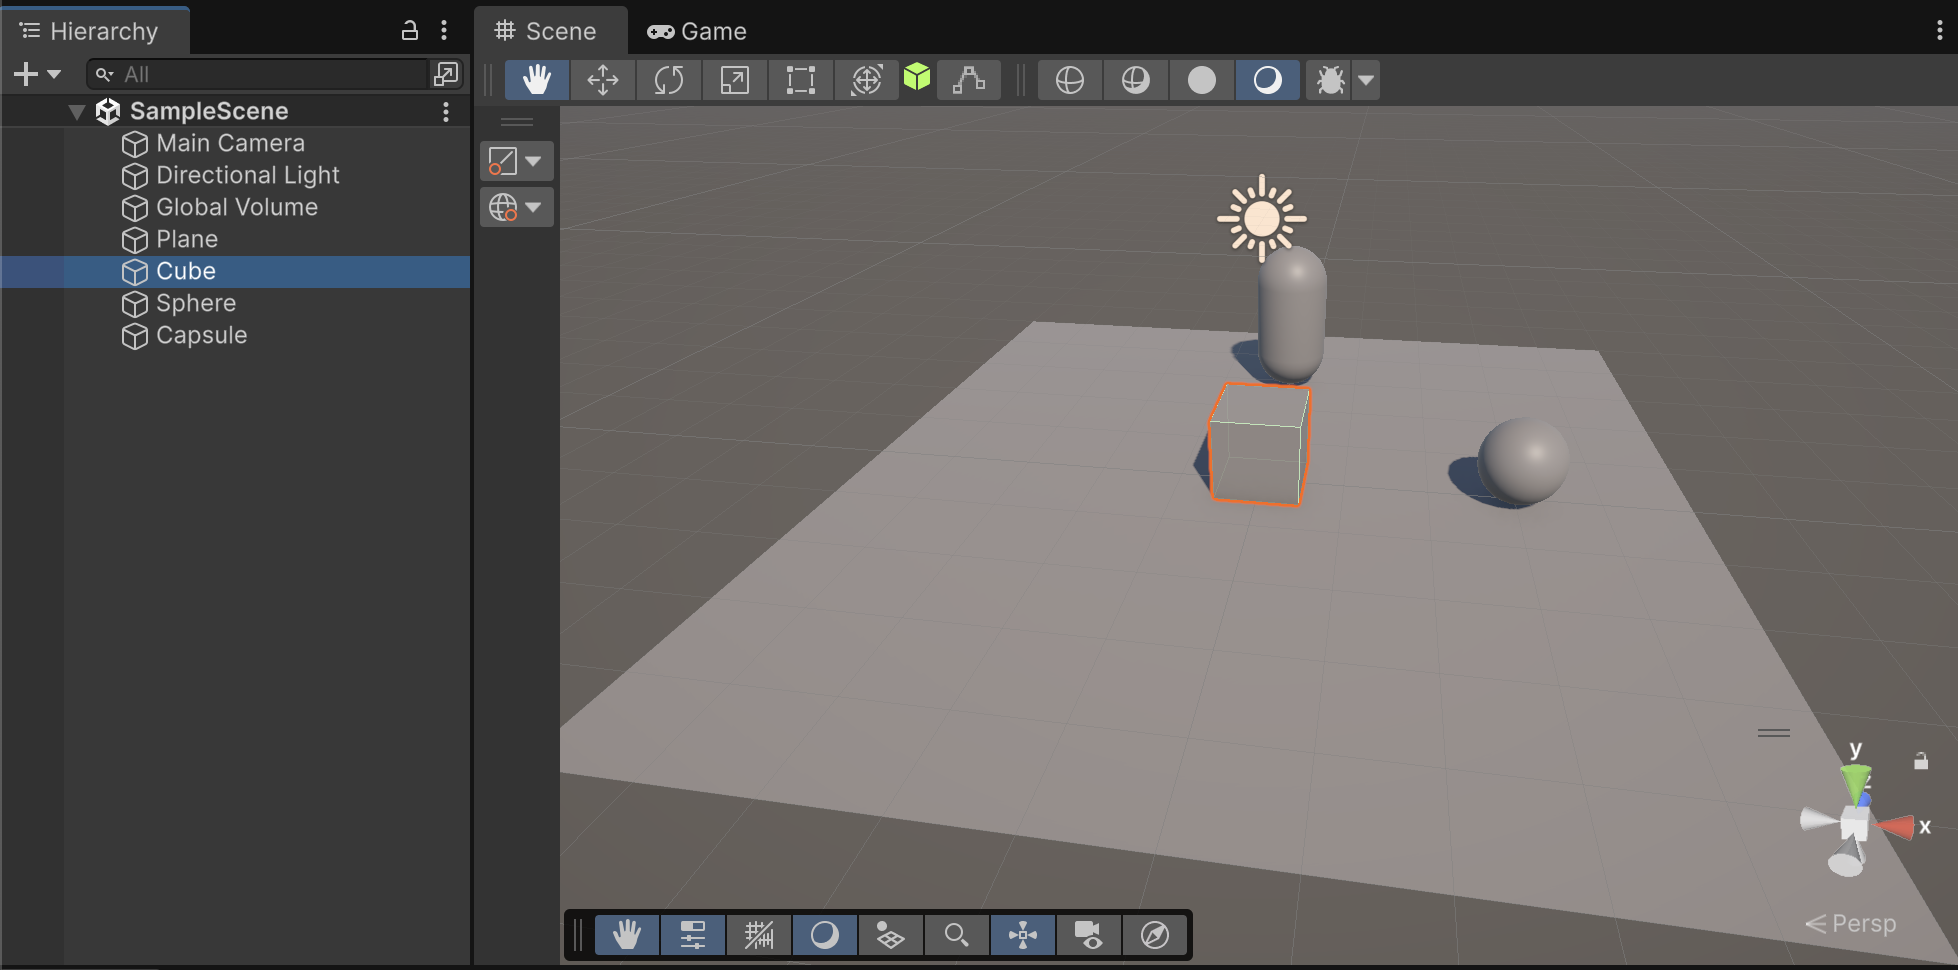 Hierarchy
All
SampleScene
Main Camera
Directional Light
Global Volume
Plane
Cube
Sphere
Capsule
Scene
Game
y
z
x
Persp